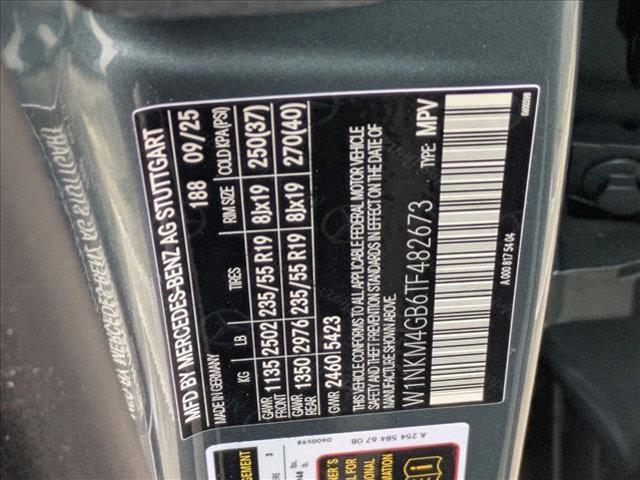 MFD BY MERCEDES-BENZ AG STUTTGART
MADE IN GERMANY 188 09/25
KG LB TIRES RIM SIZE COLD KPA (PSI)
GAWR FRONT 1135 2502 235/55 R19 8Jx19 250(37)
GAWR REAR 1350 2976 235/55 R19 8Jx19 270(40)
GVWR 2460 5423
THIS VEHICLE CONFORMS TO ALL APPLICABLE FEDERAL MOTOR VEHICLE
SAFETY AND THEFT PREVENTION STANDARDS IN EFFECT ON THE DATE OF
MANUFACTURE SHOWN ABOVE.
W1NKM4GB6TF482673 TYPE: MPV
A 000 817 54 04
0600598
A 254 584 67 08
0600598